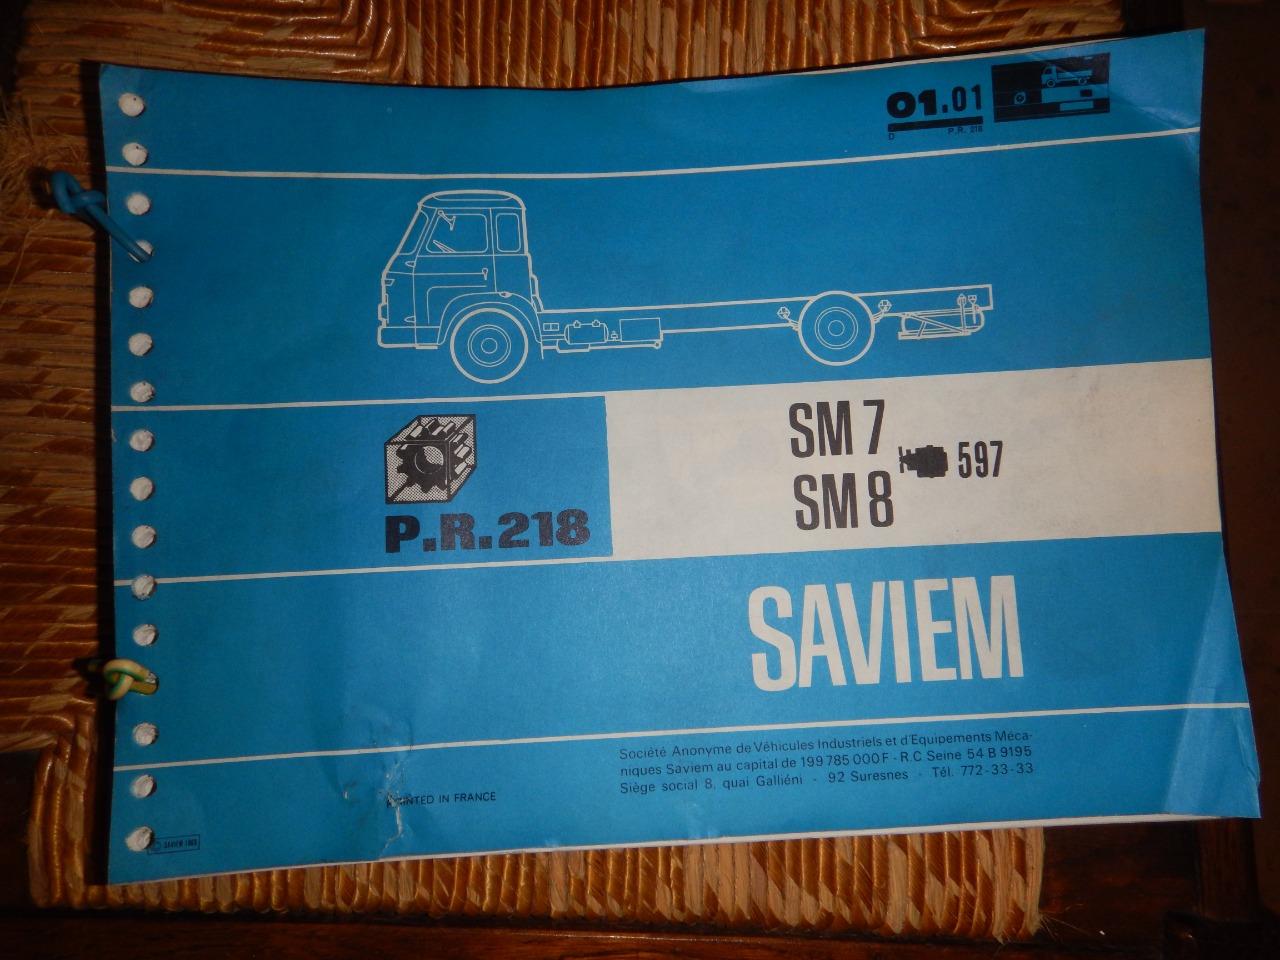 01.01
D P.R. 218
SM 7
SM 8
597
P.R.218
SAVIEM
Société Anonyme de Véhicules Industriels et d'Equipements Méca-
niques Saviem au capital de 199 785 000 F - R.C Seine 54 B 9195
Siège social 8, quai Galliéni - 92 Suresnes - Tél. 772-33-33
PRINTED IN FRANCE
© SAVIEM